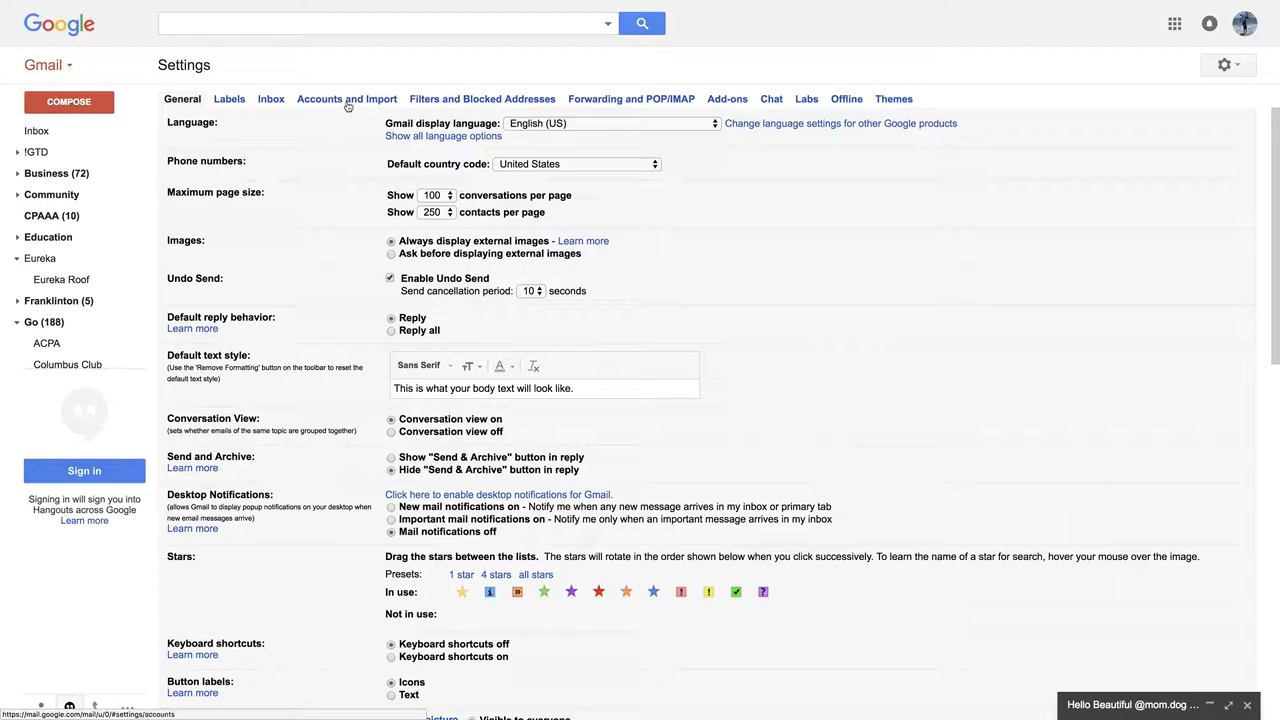 Google
Gmail
Settings
COMPOSE
General Labels Inbox Accounts and Import Filters and Blocked Addresses Forwarding and POP/IMAP Add-ons Chat Labs Offline Themes
Inbox
!GTD
Business (72)
Community
CPAAA (10)
Education
Eureka
Eureka Roof
Franklinton (5)
Go (188)
ACPA
Columbus Club
Sign in
Signing in will sign you into
Hangouts across Google
Learn more
Language:
Gmail display language: English (US) Change language settings for other Google products
Show all language options
Phone numbers:
Default country code: United States
Maximum page size:
Show 100 conversations per page
Show 250 contacts per page
Images:
Always display external images - Learn more
Ask before displaying external images
Undo Send:
Enable Undo Send
Send cancellation period: 10 seconds
Default reply behavior:
Learn more
Reply
Reply all
Default text style:
(Use the 'Remove Formatting' button on the toolbar to reset
default text style)
Sans Serif
This is what your body text will look like.
Conversation View:
(sets whether emails of the same topic are grouped together)
Conversation view on
Conversation view off
Send and Archive:
Learn more
Show "Send & Archive" button in reply
Hide "Send & Archive" button in reply
Desktop Notifications:
(allows Gmail to display popup notifications on your desktop when
new email messages arrive)
Learn more
Click here to enable desktop notifications for Gmail.
New mail notifications on - Notify me when any new message arrives in my inbox or primary tab
Important mail notifications on - Notify me only when an important message arrives in my inbox
Mail notifications off
Stars:
Drag the stars between the lists. The stars will rotate in the order shown below when you click successively. To learn the name of a star for search, hover your mouse over the image.
Presets: 1 star 4 stars all stars
In use:
Not in use:
Keyboard shortcuts:
Learn more
Keyboard shortcuts off
Keyboard shortcuts on
Button labels:
Learn more
Icons
Text
https://mail.google.com/mail/u/0/#settings/accounts
Hello Beautiful @mom.dog ...